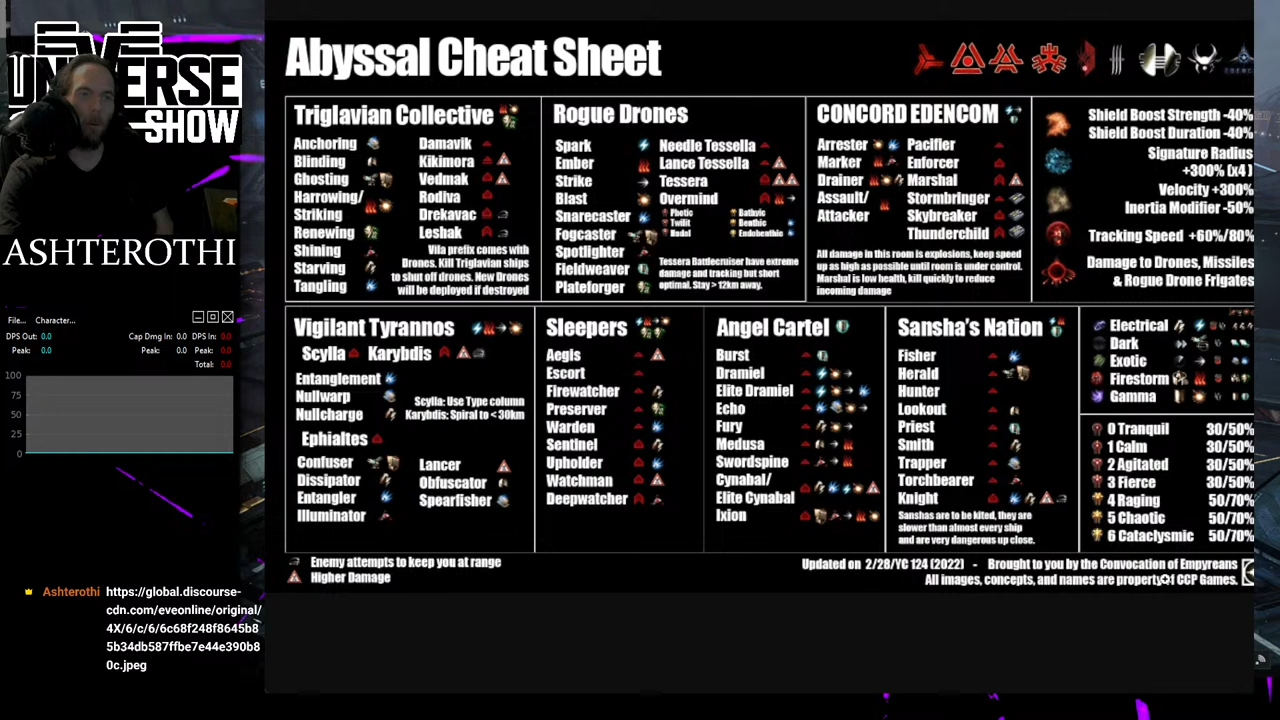 EVE
UNIVERSE
SHOW
ASHTEROTHI
File... Character...
DPS Out: 0.0 Cap Dmg In: 0.0 DPS In: 0.0
Peak: 0.0 Peak: 0.0 Peak: 0.0
Total: 0.0
100
75
50
25
0
Ashterothi https://global.discourse-
cdn.com/eveonline/original/
4X/6/c/6/6c68f248f8645b8
5b34db587ffbe7e44e390b8
0c.jpeg
Abyssal Cheat Sheet
Triglavian Collective
Anchoring Damavik
Blinding Kikimora
Ghosting Vedmak
Harrowing/ Rodiva
Striking Drekavac
Renewing Leshak
Shining
Starving
Tangling
Vila prefix comes with
Drones. Kill Triglavian ships
to shut off drones. New Drones
will be deployed if destroyed
Rogue Drones
Spark Needle Tessella
Ember Lance Tessella
Strike Tessera
Blast Overmind
Snarecaster
Fogcaster
Spotlighter
Fieldweaver
Plateforger
Photic Bathyic
Twilit Benthic
Hadal Endobenthic
Tessera Battlecruiser have extreme
damage and tracking but short
optimal. Stay > 12km away.
CONCORD EDENCOM
Arrester Pacifier
Marker Enforcer
Drainer Marshal
Assault/ Stormbringer
Attacker Skybreaker
Thunderchild
All damage in this room is explosions, keep speed
up as high as possible until room is under control.
Marshal is low health, kill quickly to reduce
incoming damage
Shield Boost Strength -40%
Shield Boost Duration -40%
Signature Radius
+300% (x4)
Velocity +300%
Inertia Modifier -50%
Tracking Speed +60%/80%
Damage to Drones, Missiles
& Rogue Drone Frigates
Vigilant Tyrannos
Scylla Karybdis
Entanglement
Nullwarp
Nullcharge
Scylla: Use Type column
Karybdis: Spiral to < 30km
Ephialtes
Confuser Lancer
Dissipator Obfuscator
Entangler Spearfisher
Illuminator
Sleepers
Aegis
Escort
Firewatcher
Preserver
Warden
Sentinel
Upholder
Watchman
Deepwatcher
Angel Cartel
Burst
Dramiel
Elite Dramiel
Echo
Fury
Medusa
Swordspine
Cynabal/
Elite Cynabal
Ixion
Sansha's Nation
Fisher
Herald
Hunter
Lookout
Priest
Smith
Trapper
Torchbearer
Knight
Sanshas are to be kited, they are
slower than almost every ship
and are very dangerous up close.
Electrical
Dark
Exotic
Firestorm
Gamma
0 Tranquil 30/50%
1 Calm 30/50%
2 Agitated 30/50%
3 Fierce 30/50%
4 Raging 50/70%
5 Chaotic 50/70%
6 Cataclysmic 50/70%
Enemy attempts to keep you at range
Higher Damage
Updated on 2/28/YC 124 (2022) - Brought to you by the Convocation of Empyreans
All images, concepts, and names are property of CCP Games.